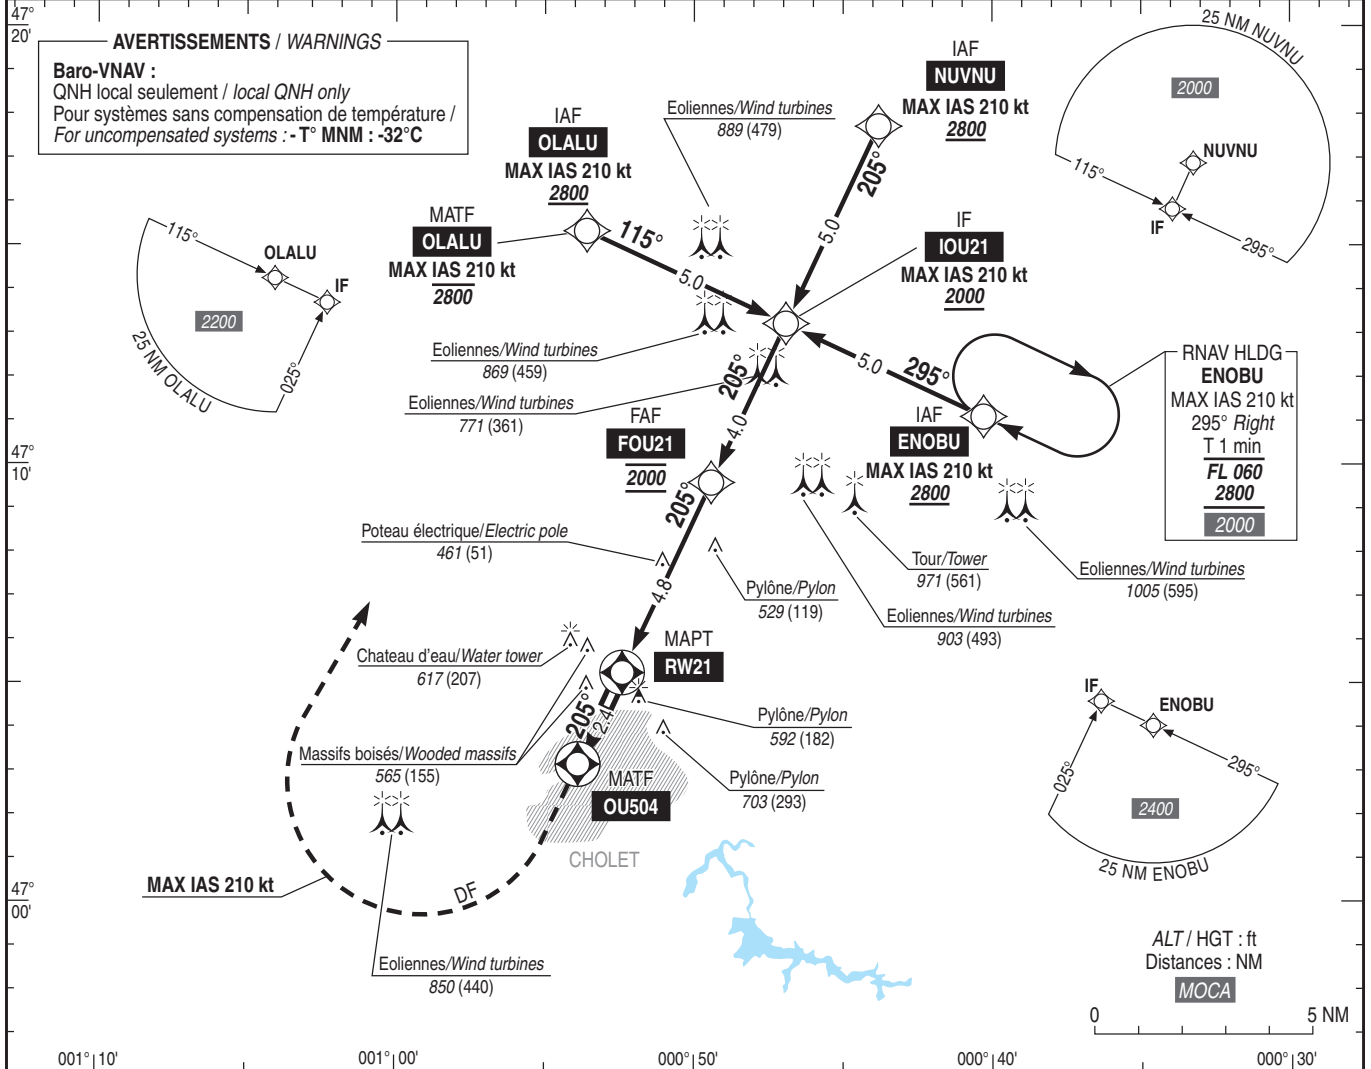 47°
20'
AVERTISSEMENTS / WARNINGS
Baro-VNAV :
QNH local seulement / local QNH only
Pour systèmes sans compensation de température /
For uncompensated systems : - T° MNM : -32°C
IAF
OLALU
MAX IAS 210 kt
2800
MATF
OLALU
MAX IAS 210 kt
2800
Eoliennes/Wind turbines
889 (479)
IAF
NUVNU
MAX IAS 210 kt
2800
205°
5.0
25 NM NUVNU
2000
NUVNU
115°
IF
295°
115°
5.0
IF
IOU21
MAX IAS 210 kt
2000
115°
OLALU
IF
2200
025°
25 NM OLALU
Eoliennes/Wind turbines
869 (459)
Eoliennes/Wind turbines
771 (361)
205°
4.0
295°
5.0
RNAV HLDG
ENOBU
MAX IAS 210 kt
295° Right
T 1 min
FL 060
2800
2000
FAF
FOU21
2000
IAF
ENOBU
MAX IAS 210 kt
2800
47°
10'
205°
4.8
Poteau électrique/Electric pole
461 (51)
Pylône/Pylon
529 (119)
Tour/Tower
971 (561)
Eoliennes/Wind turbines
1005 (595)
Eoliennes/Wind turbines
903 (493)
Chateau d'eau/Water tower
617 (207)
MAPT
RW21
205°
2.4
Pylône/Pylon
592 (182)
Massifs boisés/Wooded massifs
565 (155)
Pylône/Pylon
703 (293)
MATF
OU504
CHOLET
IF
ENOBU
025°
295°
2400
25 NM ENOBU
MAX IAS 210 kt
DF
47°
00'
Eoliennes/Wind turbines
850 (440)
ALT / HGT : ft
Distances : NM
MOCA
0
5 NM
001° 10'
001° 00'
000° 50'
000° 40'
000° 30'